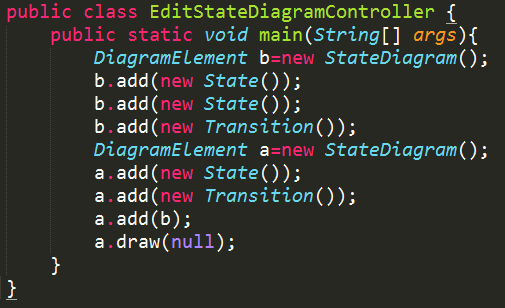 public class EditStateDiagramController {
    public static void main(String[] args){
        DiagramElement b=new StateDiagram();
        b.add(new State());
        b.add(new State());
        b.add(new Transition());
        DiagramElement a=new StateDiagram();
        a.add(new State());
        a.add(new Transition());
        a.add(b);
        a.draw(null);
    }
}